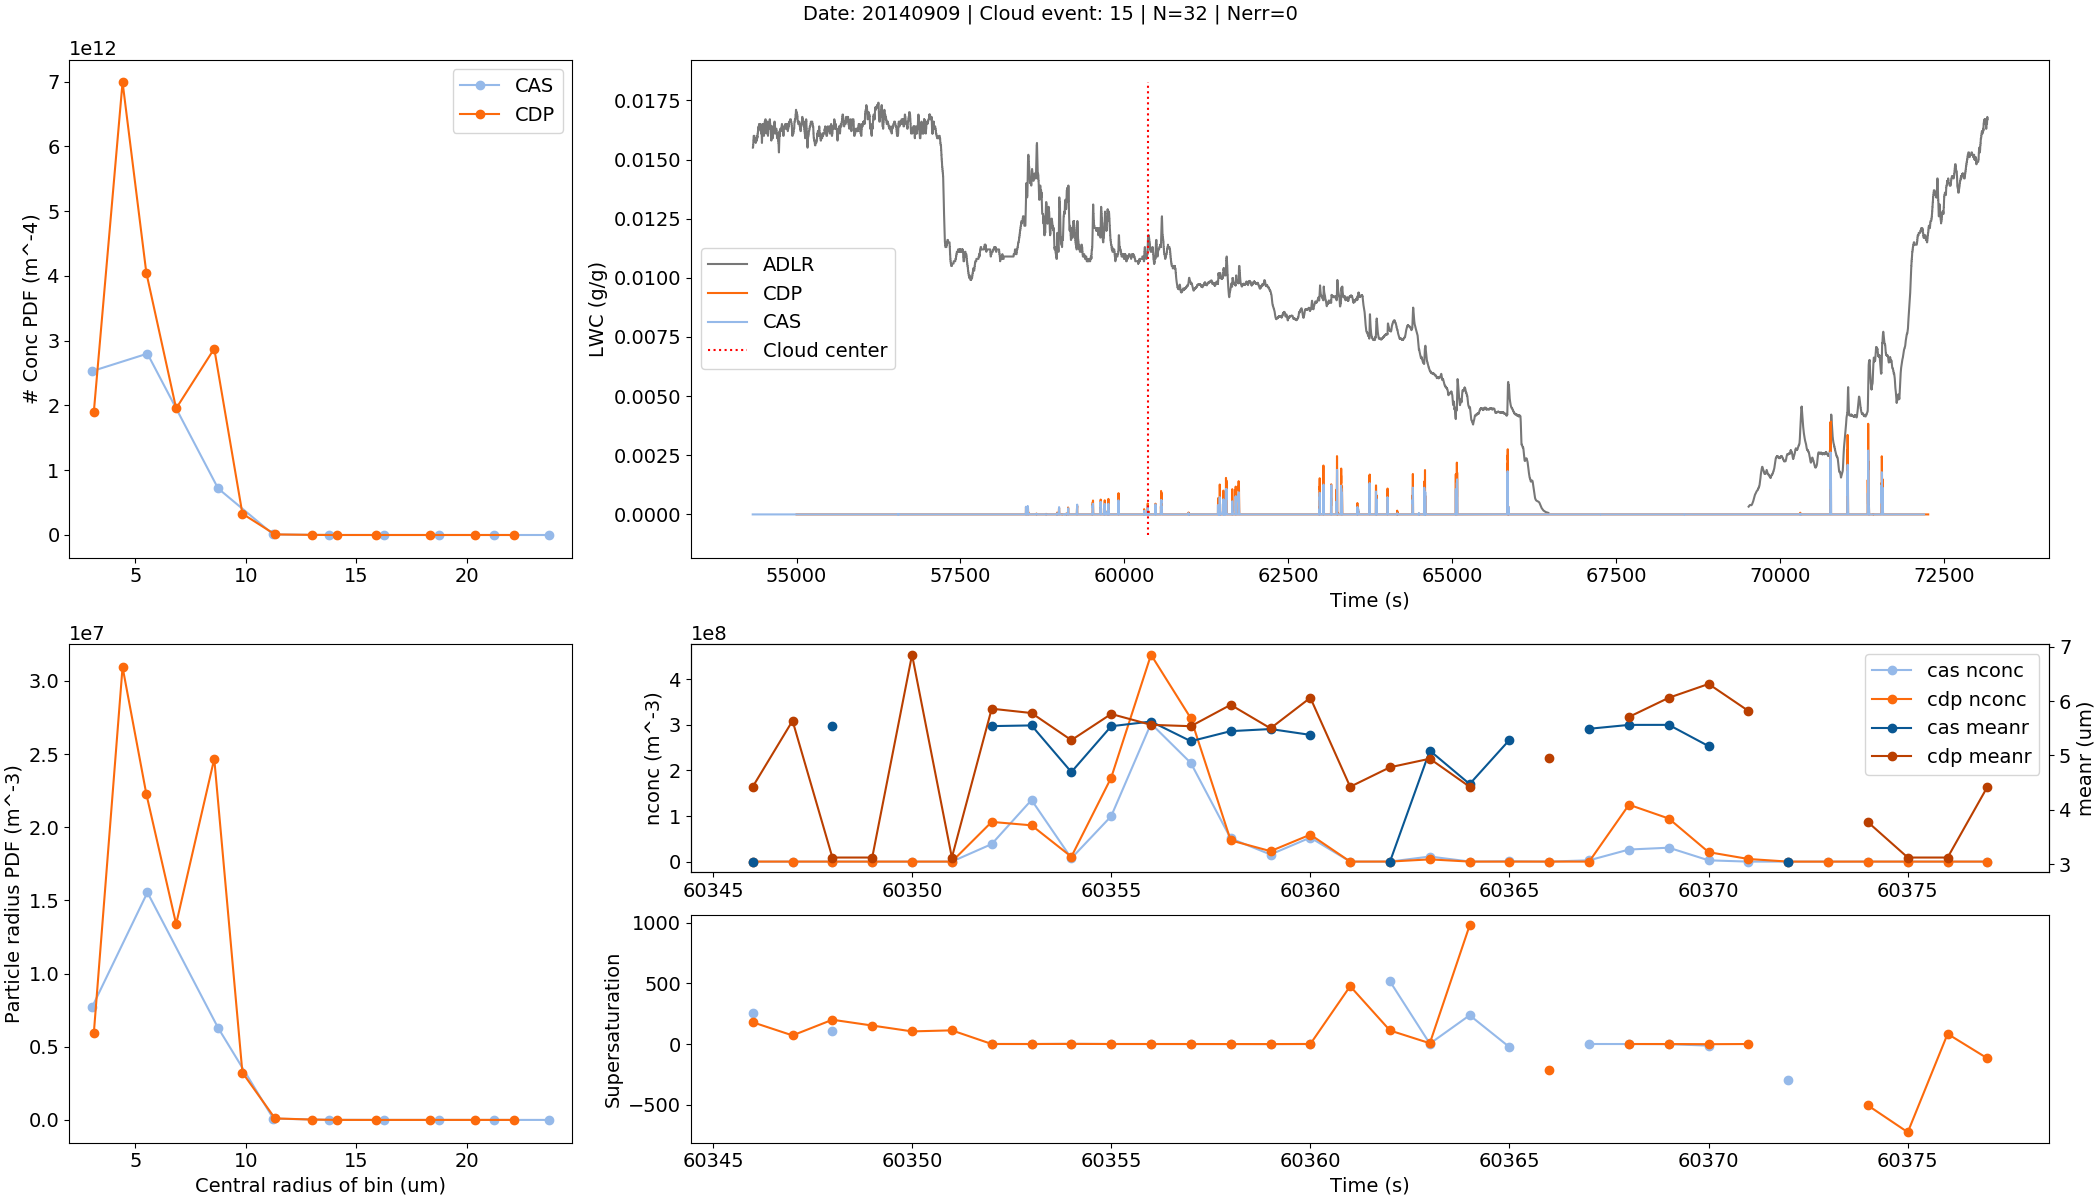 Date: 20140909 | Cloud event: 15 | N=32 | Nerr=0
1e12
# Conc PDF (m^-4)
7
6
5
4
3
2
1
0
5 10 15 20
CAS
CDP
LWC (g/g)
0.0175
0.0150
0.0125
0.0100
0.0075
0.0050
0.0025
0.0000
ADLR
CDP
CAS
Cloud center
55000 57500 60000 62500 65000 67500 70000 72500
Time (s)
1e7
Particle radius PDF (m^-3)
3.0
2.5
2.0
1.5
1.0
0.5
0.0
5 10 15 20
Central radius of bin (um)
1e8
nconc (m^-3)
4
3
2
1
0
cas nconc
cdp nconc
cas meanr
cdp meanr
7
6
5
4
3
meanr (um)
60345 60350 60355 60360 60365 60370 60375
Supersaturation
1000
500
0
−500
60345 60350 60355 60360 60365 60370 60375
Time (s)